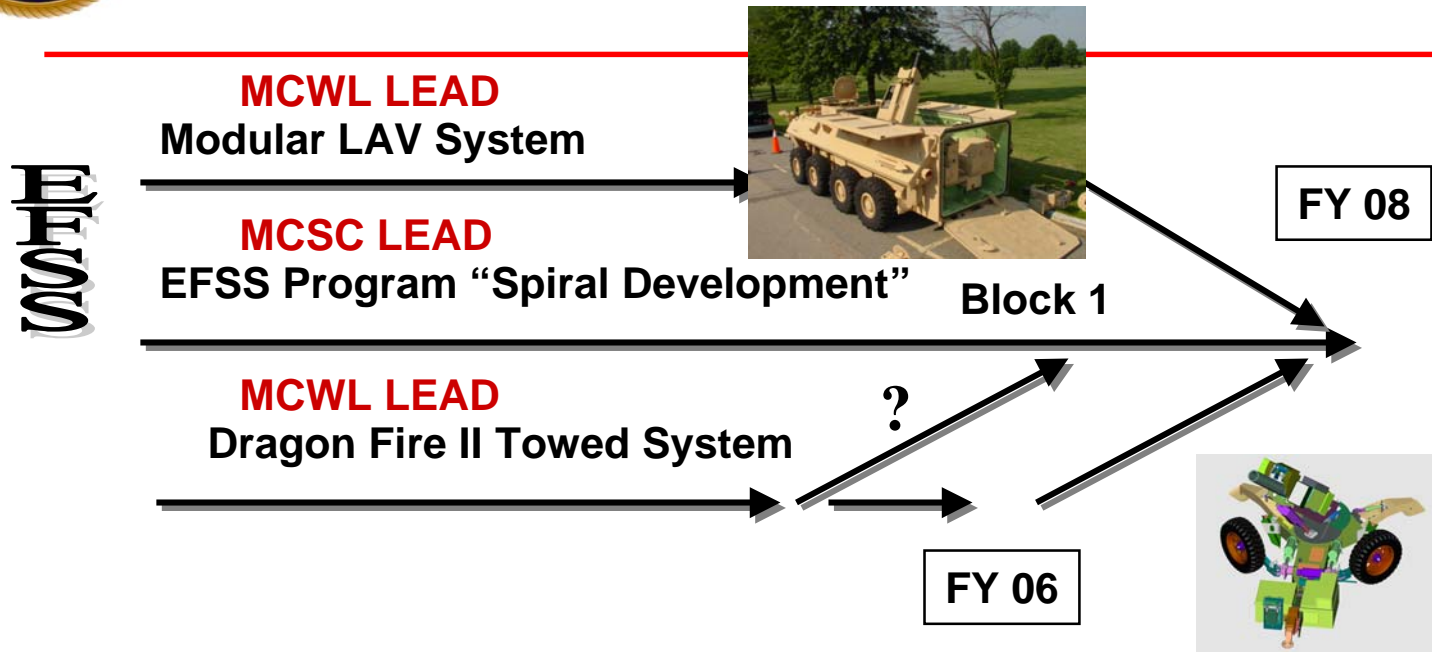 MCWL LEAD
Modular LAV System
EFSS
MCSC LEAD
EFSS Program “Spiral Development”
Block 1
FY 08
MCWL LEAD
Dragon Fire II Towed System
?
FY 06